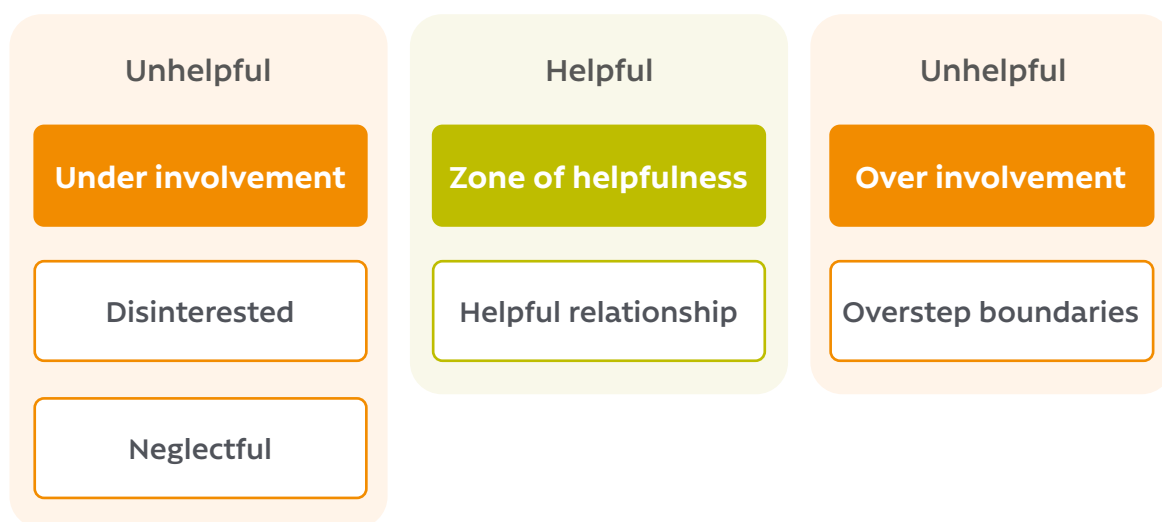 Unhelpful
Under involvement
Disinterested
Neglectful
Helpful
Zone of helpfulness
Helpful relationship
Unhelpful
Over involvement
Overstep boundaries